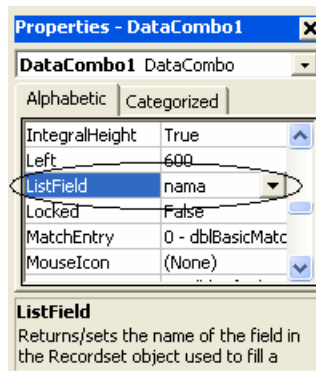 Properties - DataCombo1 X
DataCombo1 DataCombo
Alphabetic Categorized
IntegralHeight True
Left 600
ListField nama
Locked False
MatchEntry 0 - dblBasicMatc
MouseIcon (None)
ListField
Returns/sets the name of the field in
the Recordset object used to fill a